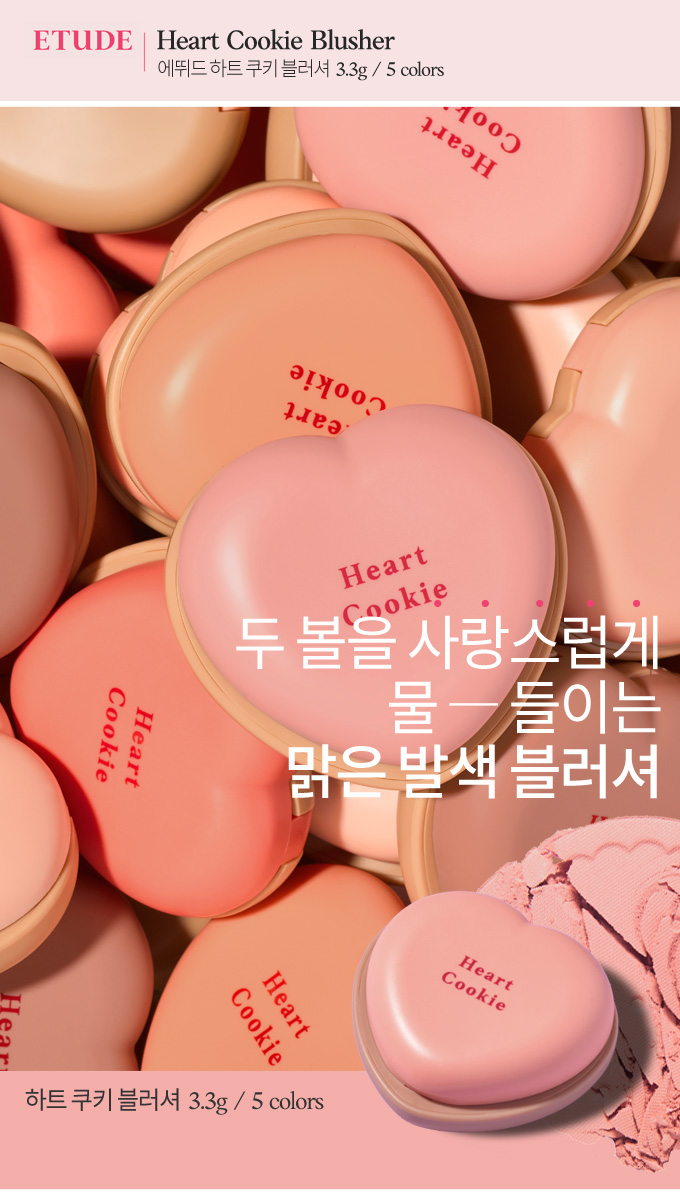 ETUDE
Heart Cookie Blusher
에뛰드 하트 쿠키 블러셔 3.3g / 5 colors
Heart
Cookie
Heart
Cookie
Heart
Cookie
두 볼을 사랑스럽게
물 — 들이는
맑은 발색 블러셔
Heart
Cookie
Heart
Cookie
Heart
Cookie
Heart
하트 쿠키 블러셔 3.3g / 5 colors